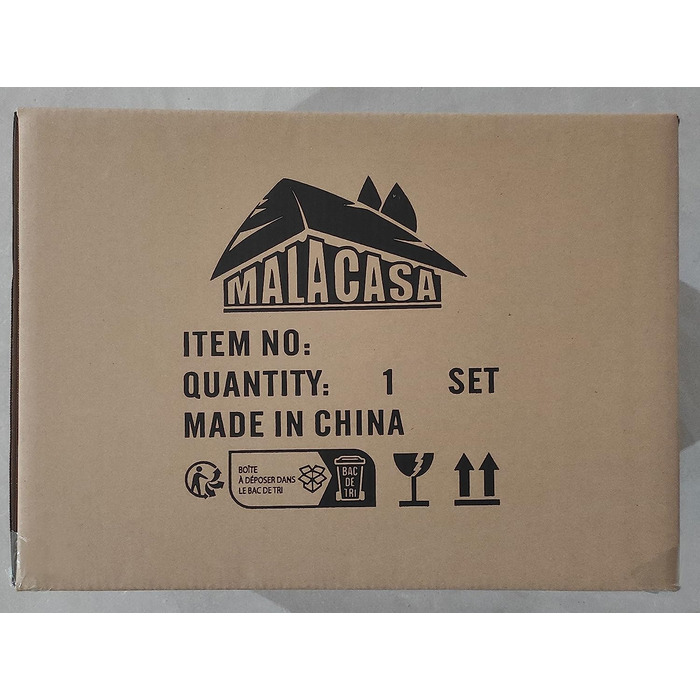 MALACASA
ITEM NO:
QUANTITY: 1 SET
MADE IN CHINA
BOÎTE
À DÉPOSER DANS
LE BAC DE TRI
BAC
DE
TRI